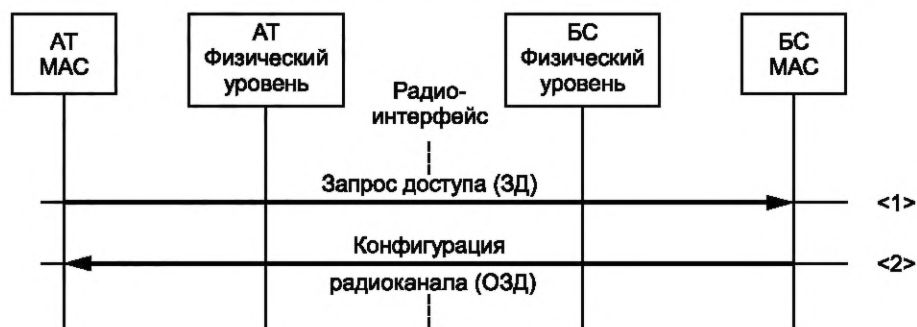 АТ
МАС
АТ
Физический
уровень
БС
Физический
уровень
БС
МАС
Радио-
интерфейс
Запрос доступа (ЗД)
<1>
Конфигурация
<2>
радиоканала (ОЗД)